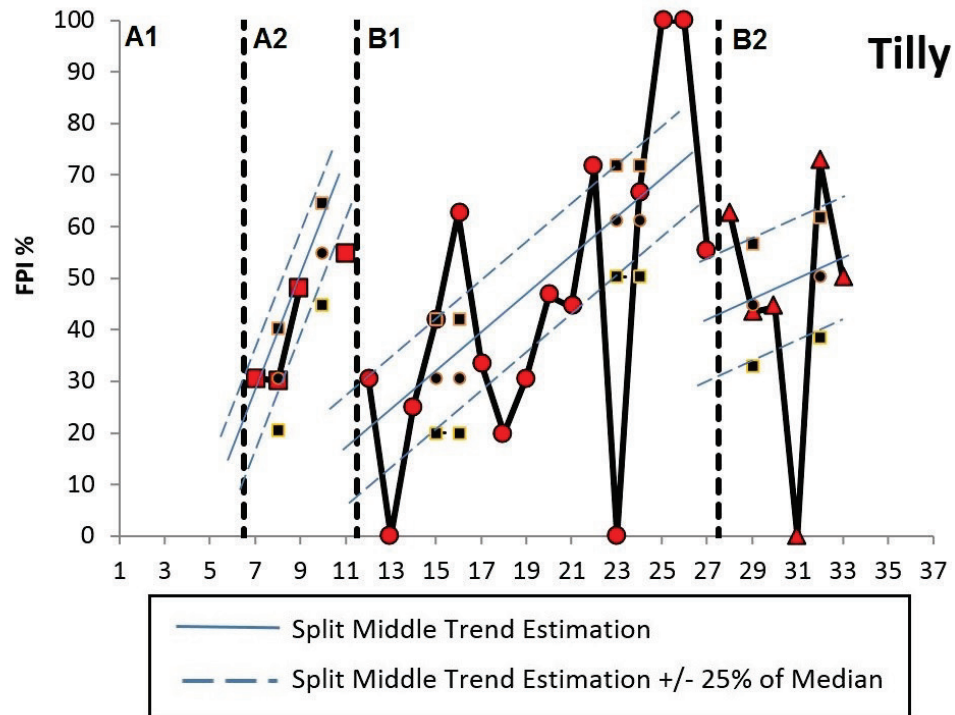 Tilly
A1 A2 B1 B2
FPI %
100
90
80
70
60
50
40
30
20
10
0
1 3 5 7 9 11 13 15 17 19 21 23 25 27 29 31 33 35 37
Split Middle Trend Estimation
Split Middle Trend Estimation +/- 25% of Median